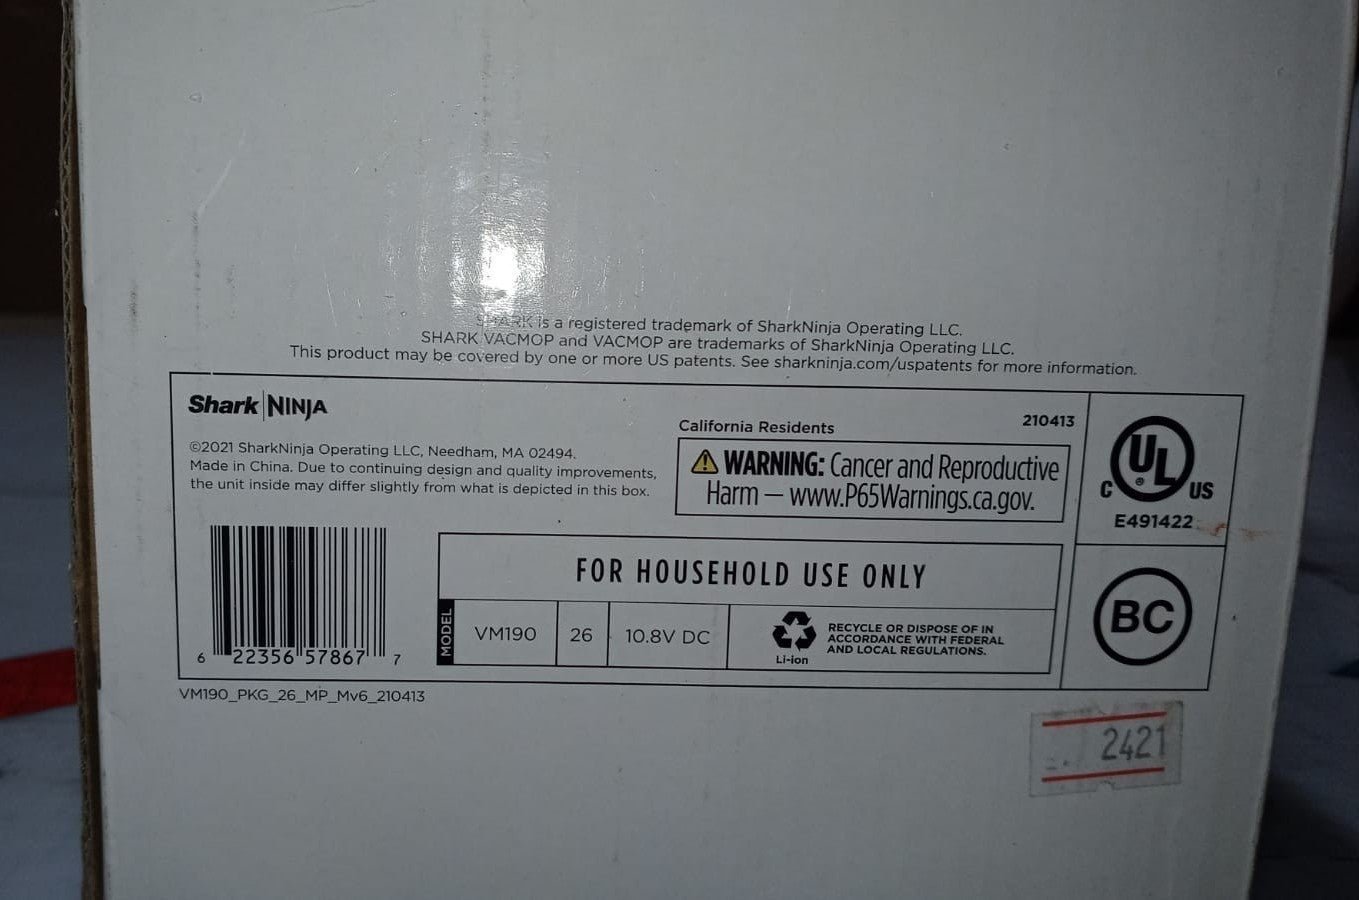 SHARK is a registered trademark of SharkNinja Operating LLC.
SHARK VACMOP and VACMOP are trademarks of SharkNinja Operating LLC.
This product may be covered by one or more US patents. See sharkninja.com/uspatents for more information.
Shark NINJA
©2021 SharkNinja Operating LLC, Needham, MA 02494.
Made in China. Due to continuing design and quality improvements,
the unit inside may differ slightly from what is depicted in this box.
California Residents
210413
WARNING: Cancer and Reproductive
Harm — www.P65Warnings.ca.gov.
C UL ® US
E491422
FOR HOUSEHOLD USE ONLY
MODEL
VM190
26
10.8V DC
Li-ion
RECYCLE OR DISPOSE OF IN
ACCORDANCE WITH FEDERAL
AND LOCAL REGULATIONS.
BC
6 22356 57867 7
VM190_PKG_26_MP_Mv6_210413
2421